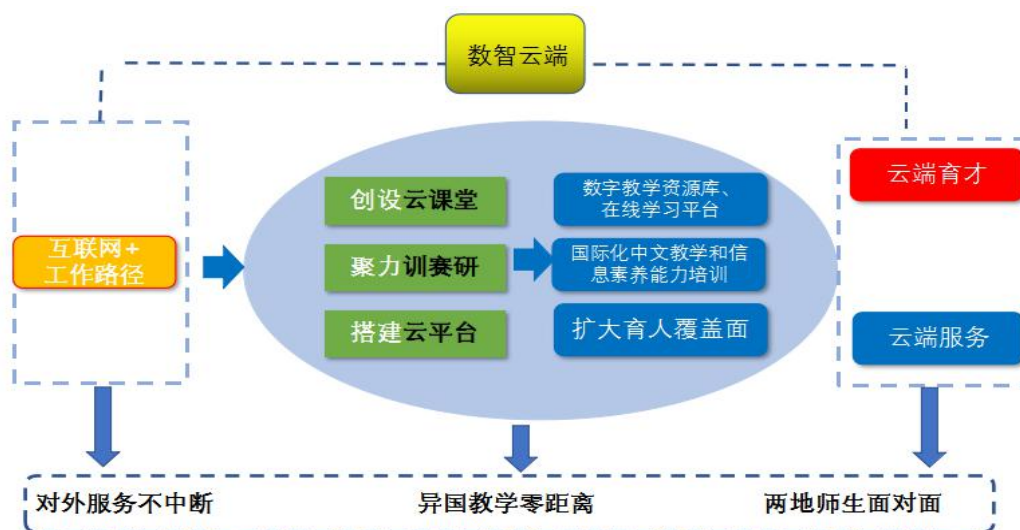 数智云端
互联网+
工作路径
创设云课堂
聚力训赛研
搭建云平台
数字教学资源库、
在线学习平台
国际化中文教学和信
息素养能力培训
扩大育人覆盖面
云端育才
云端服务
对外服务不中断
异国教学零距离
两地师生面对面